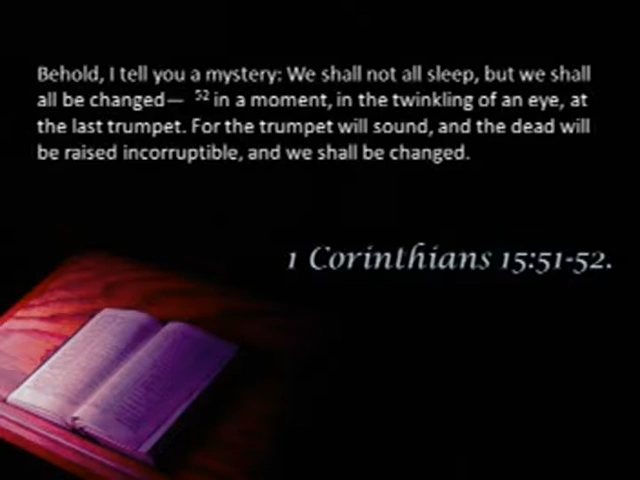 Behold, I tell you a mystery: We shall not all sleep, but we shall
all be changed— 52 in a moment, in the twinkling of an eye, at
the last trumpet. For the trumpet will sound, and the dead will
be raised incorruptible, and we shall be changed.
1 Corinthians 15:51-52.